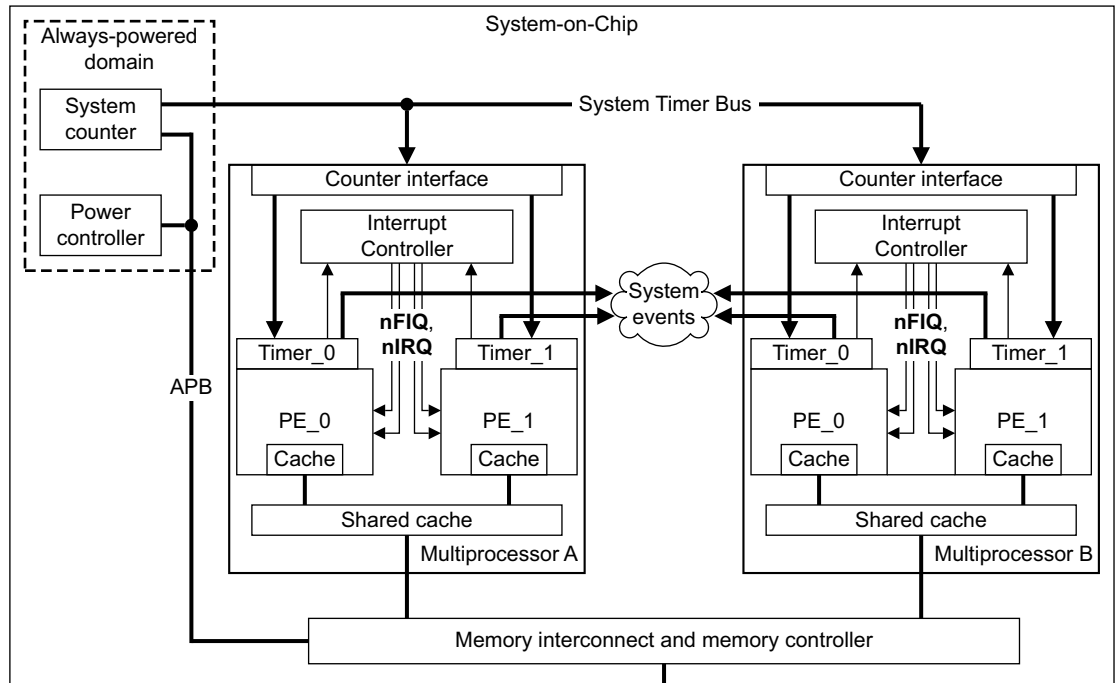 System-on-Chip
Always-powered
domain
System
counter
System Timer Bus
Power
controller
Counter interface
Counter interface
Interrupt
Controller
Interrupt
Controller
System
events
nFIQ,
nIRQ
nFIQ,
nIRQ
Timer_0
Timer_1
Timer_0
Timer_1
APB
PE_0
PE_1
PE_0
PE_1
Cache
Cache
Cache
Cache
Shared cache
Shared cache
Multiprocessor A
Multiprocessor B
Memory interconnect and memory controller